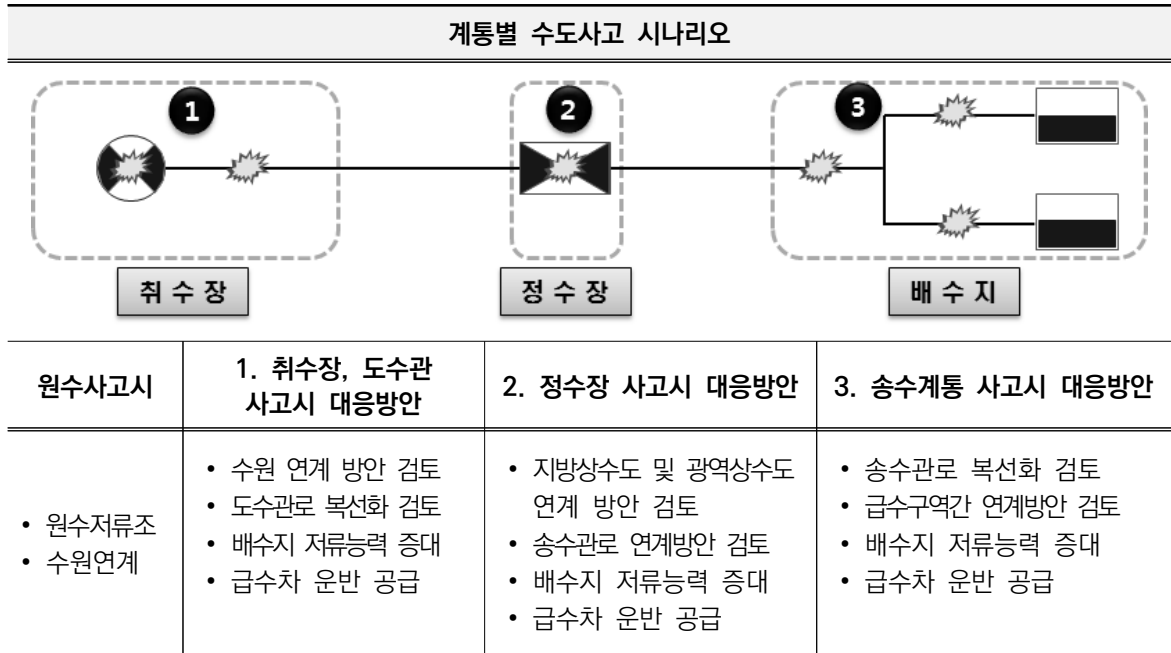 계통별 수도사고 시나리오
1
2
3
취수장
정수장
배수지
원수사고시
1. 취수장, 도수관
사고시 대응방안
2. 정수장 사고시 대응방안
3. 송수계통 사고시 대응방안
• 원수저류조
• 수원연계
• 수원 연계 방안 검토
• 도수관로 복선화 검토
• 배수지 저류능력 증대
• 급수차 운반 공급
• 지방상수도 및 광역상수도
연계 방안 검토
• 송수관로 연계방안 검토
• 배수지 저류능력 증대
• 급수차 운반 공급
• 송수관로 복선화 검토
• 급수구역간 연계방안 검토
• 배수지 저류능력 증대
• 급수차 운반 공급